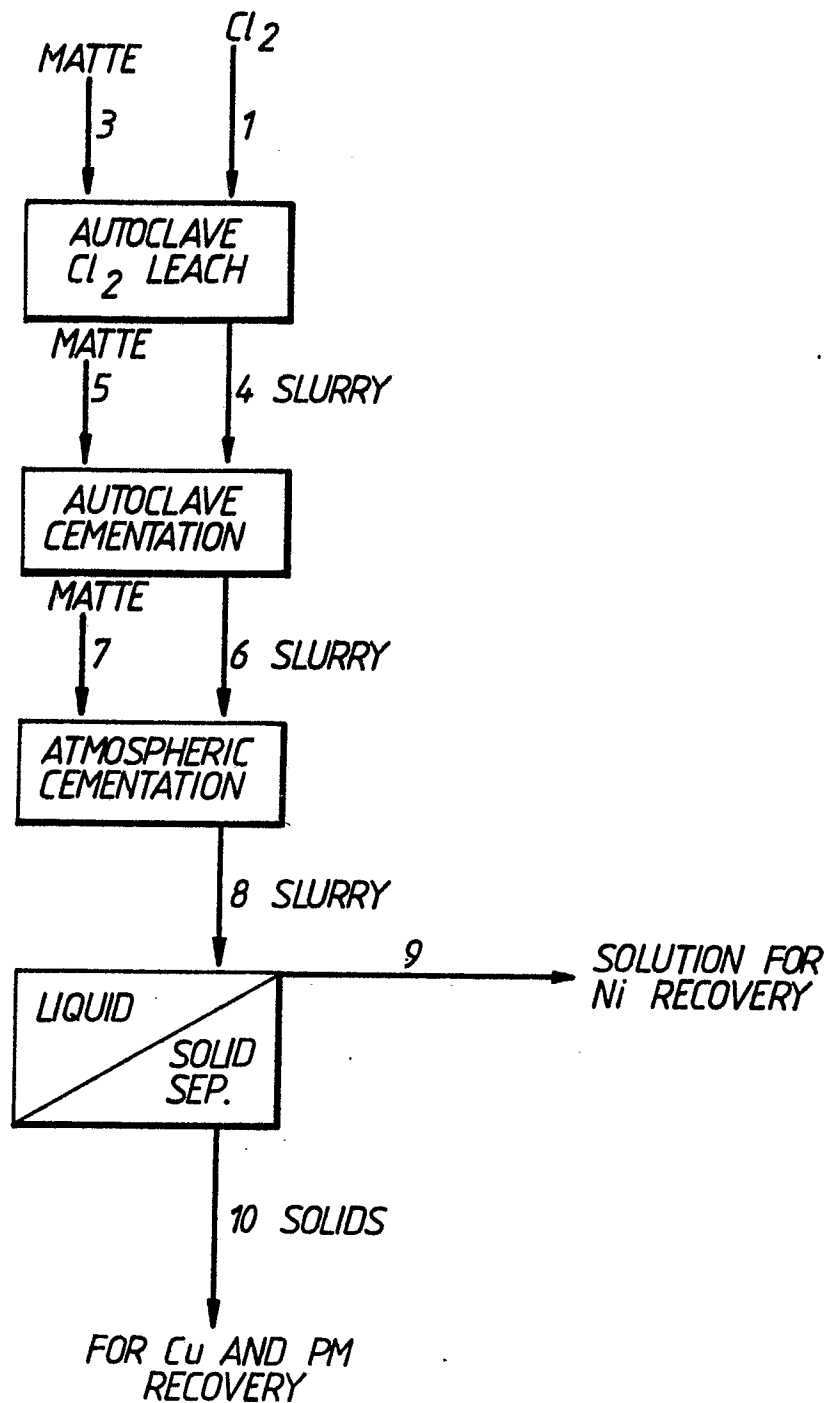 Cl2
MATTE
3
1
AUTOCLAVE
Cl2 LEACH
MATTE
5
4 SLURRY
AUTOCLAVE
CEMENTATION
MATTE
7
6 SLURRY
ATMOSPHERIC
CEMENTATION
8 SLURRY
9
SOLUTION FOR
Ni RECOVERY
LIQUID
SOLID
SEP.
10 SOLIDS
FOR Cu AND PM
RECOVERY